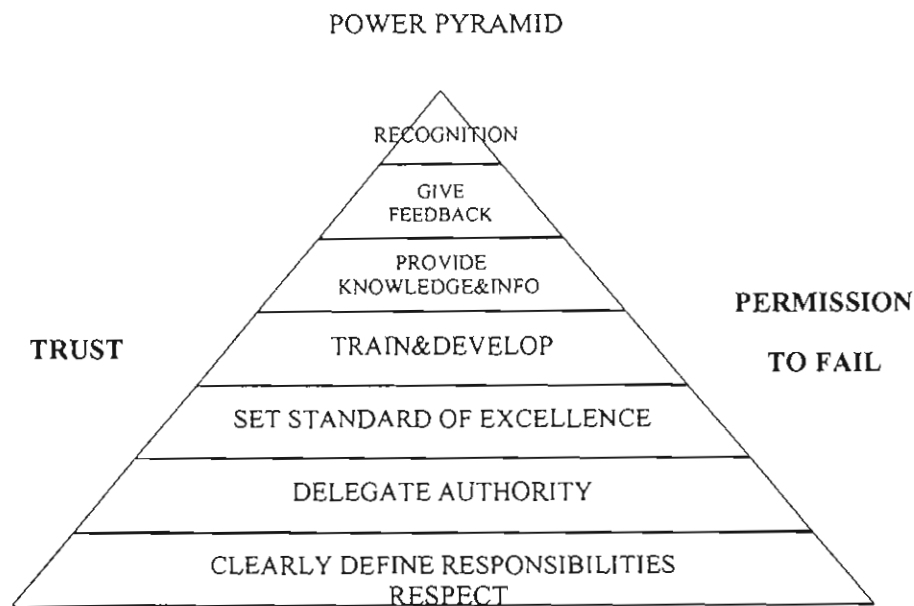 POWER PYRAMID
RECOGNITION
GIVE
FEEDBACK
PROVIDE
KNOWLEDGE&INFO
TRUST
TRAIN&DEVELOP
PERMISSION
TO FAIL
SET STANDARD OF EXCELLENCE
DELEGATE AUTHORITY
CLEARLY DEFINE RESPONSIBILITIES
RESPECT